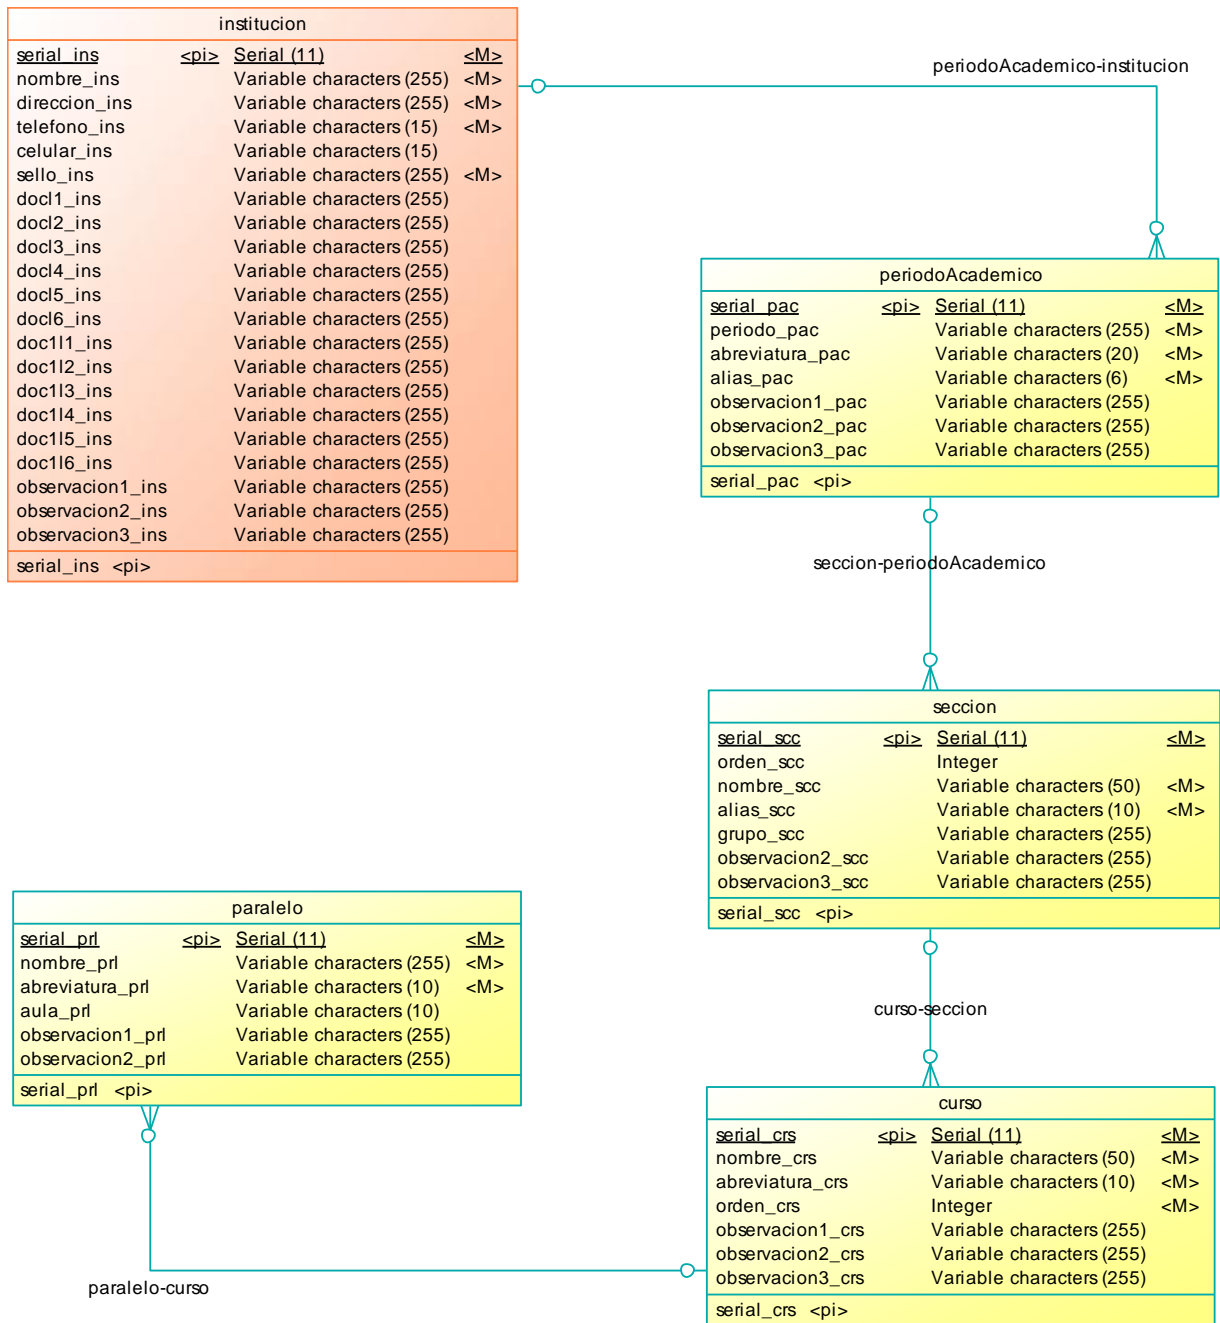 institucion
serial_ins <pi> Serial (11) <M>
nombre_ins Variable characters (255) <M>
direccion_ins Variable characters (255) <M>
telefono_ins Variable characters (15) <M>
celular_ins Variable characters (15)
sello_ins Variable characters (255) <M>
docl1_ins Variable characters (255)
docl2_ins Variable characters (255)
docl3_ins Variable characters (255)
docl4_ins Variable characters (255)
docl5_ins Variable characters (255)
docl6_ins Variable characters (255)
doc1l1_ins Variable characters (255)
doc1l2_ins Variable characters (255)
doc1l3_ins Variable characters (255)
doc1l4_ins Variable characters (255)
doc1l5_ins Variable characters (255)
doc1l6_ins Variable characters (255)
observacion1_ins Variable characters (255)
observacion2_ins Variable characters (255)
observacion3_ins Variable characters (255)
serial_ins <pi>
periodoAcademico-institucion
periodoAcademico
serial_pac <pi> Serial (11) <M>
periodo_pac Variable characters (255) <M>
abreviatura_pac Variable characters (20) <M>
alias_pac Variable characters (6) <M>
observacion1_pac Variable characters (255)
observacion2_pac Variable characters (255)
observacion3_pac Variable characters (255)
serial_pac <pi>
seccion-periodoAcademico
seccion
serial_scc <pi> Serial (11) <M>
orden_scc Integer
nombre_scc Variable characters (50) <M>
alias_scc Variable characters (10) <M>
grupo_scc Variable characters (255)
observacion2_scc Variable characters (255)
observacion3_scc Variable characters (255)
serial_scc <pi>
paralelo
serial_prl <pi> Serial (11) <M>
nombre_prl Variable characters (255) <M>
abreviatura_prl Variable characters (10) <M>
aula_prl Variable characters (10)
observacion1_prl Variable characters (255)
observacion2_prl Variable characters (255)
serial_prl <pi>
curso-seccion
curso
serial_crs <pi> Serial (11) <M>
nombre_crs Variable characters (50) <M>
abreviatura_crs Variable characters (10) <M>
orden_crs Integer <M>
observacion1_crs Variable characters (255)
observacion2_crs Variable characters (255)
observacion3_crs Variable characters (255)
serial_crs <pi>
paralelo-curso